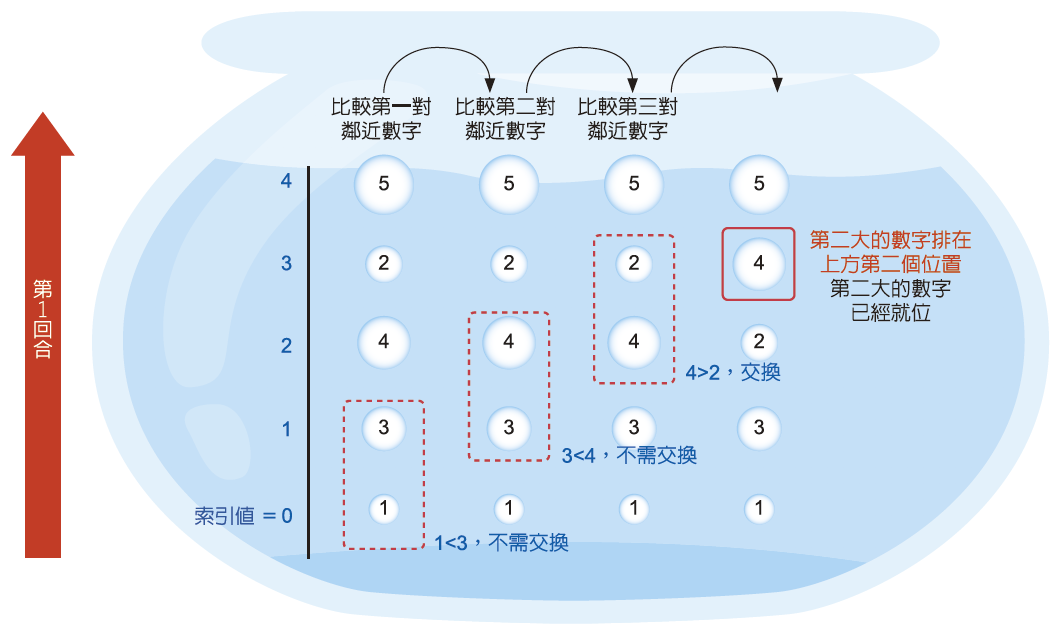 比較第一對
鄰近數字
比較第二對
鄰近數字
比較第三對
鄰近數字
第1回合
4
5
5
5
5
3
2
2
2
4
第二大的數字排在
上方第二個位置
第二大的數字
已經就位
2
4
4
4
2
4>2，交換
1
3
3
3
3
3<4，不需交換
索引值 = 0
1
1
1
1
1<3，不需交換